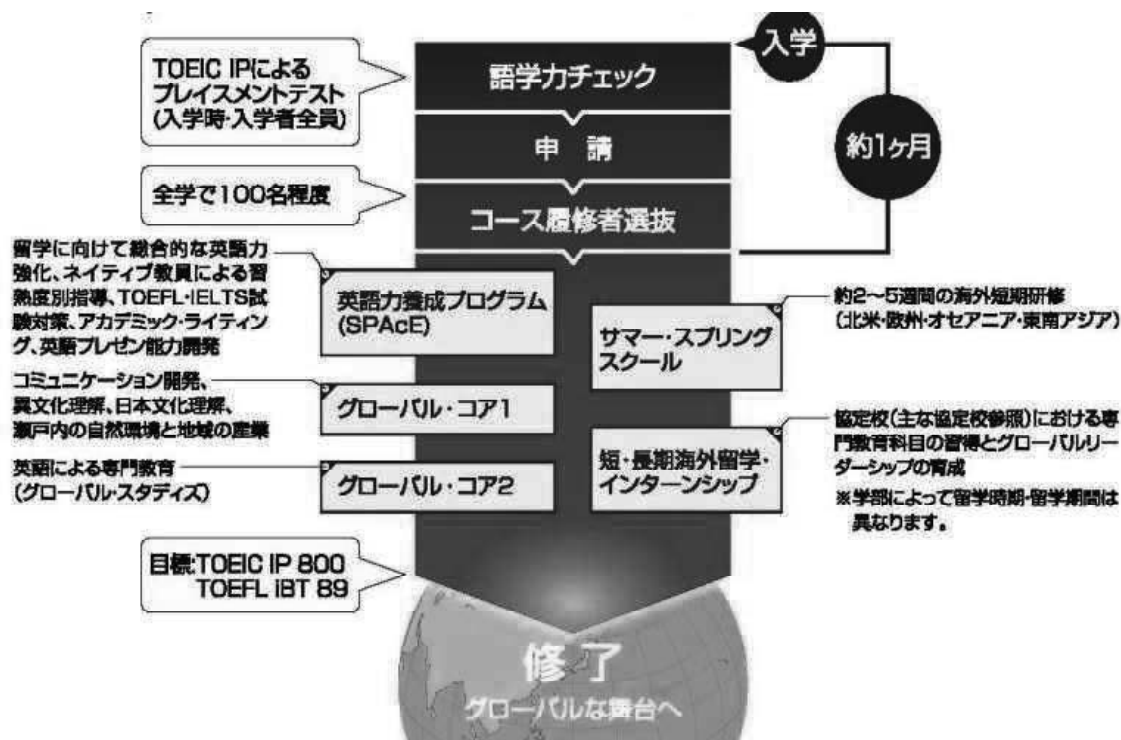 入学
TOEIC IPによる
プレイスメントテスト
(入学時·入学者全員)
語学力チェック
申 請
約1ヶ月
全学で100名程度
コース履修者選抜
留学に向けて総合的な英語力
強化、ネイティブ教員による習
熟度別指導、TOEFL·IELTS試
験対策、アカデミック・ライティン
グ、英語プレゼン能力開発
英語力養成プログラム
(SPAcE)
サマー・スプリング
スクール
約2〜5週間の海外短期研修
(北米・欧州・オセアニア・東南アジア)
コミュニケーション開発、
異文化理解、日本文化理解、
瀬戸内の自然環境と地域の産業
グローバル・コア1
短・長期海外留学・
インターンシップ
協定校(主な協定校参照)における専
門教育科目の習得とグローバルリー
ダーシップの育成
※学部によって留学時期·留学期間は
異なります。
英語による専門教育
(グローバル·スタディズ)
グローバル・コア2
目標:TOEIC IP 800
TOEFL iBT 89
修了
グローバルな舞台へ